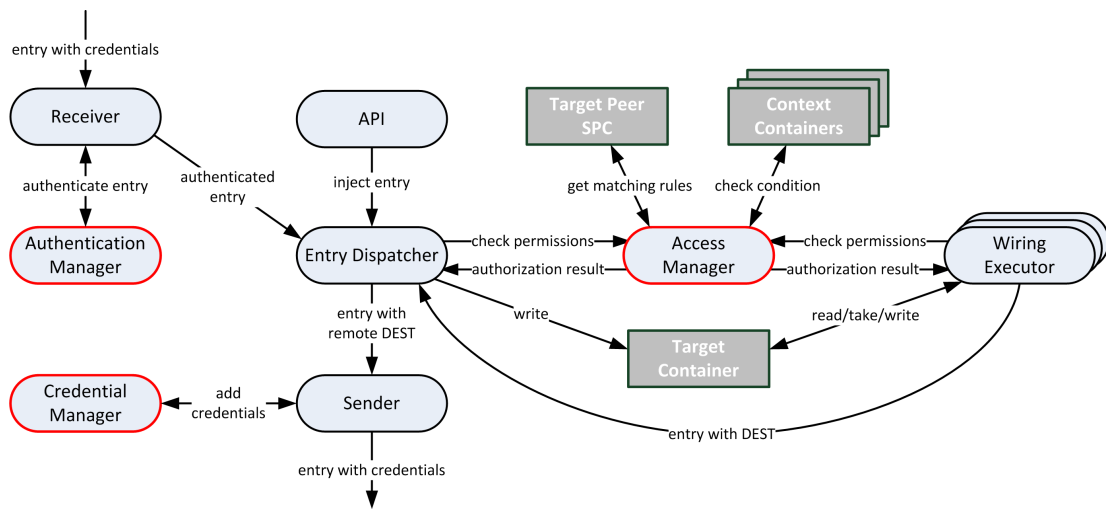 entry with credentials
Receiver
API
Target Peer
SPC
Context
Containers
authenticate entry
authenticated
entry
inject entry
get matching rules
check condition
Authentication
Manager
Entry Dispatcher
check permissions
authorization result
Access
Manager
check permissions
authorization result
Wiring
Executor
entry with
remote DEST
write
read/take/write
Target
Container
Credential
Manager
add
credentials
Sender
entry with DEST
entry with credentials